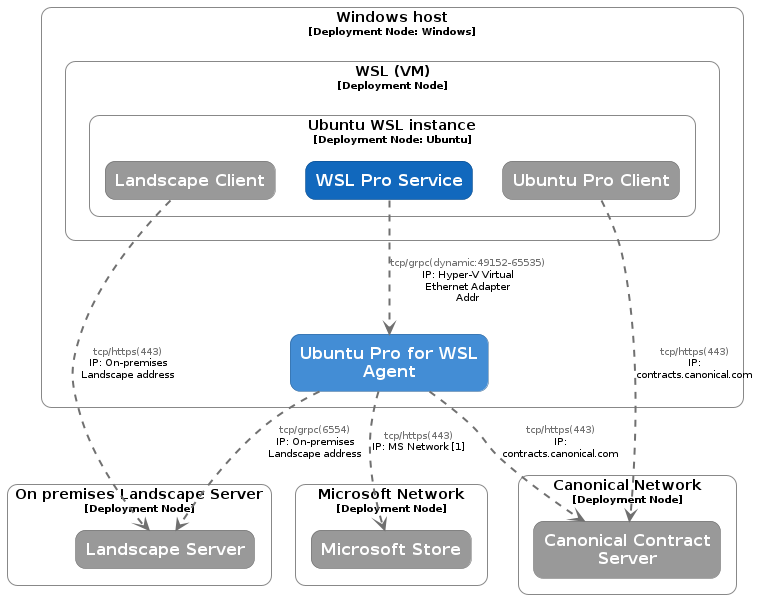 Windows host
[Deployment Node: Windows]
WSL (VM)
[Deployment Node]
Ubuntu WSL instance
[Deployment Node: Ubuntu]
Landscape Client
WSL Pro Service
Ubuntu Pro Client
tcp/grpc(dynamic:49152-65535)
IP: Hyper-V Virtual
Ethernet Adapter
Addr
Ubuntu Pro for WSL
Agent
tcp/https(443)
IP: On-premises
Landscape address
tcp/https(443)
IP:
contracts.canonical.com
tcp/grpc(6554)
IP: On-premises
Landscape address
tcp/https(443)
IP: MS Network [1]
tcp/https(443)
IP:
contracts.canonical.com
On premises Landscape Server
[Deployment Node]
Landscape Server
Microsoft Network
[Deployment Node]
Microsoft Store
Canonical Network
[Deployment Node]
Canonical Contract
Server